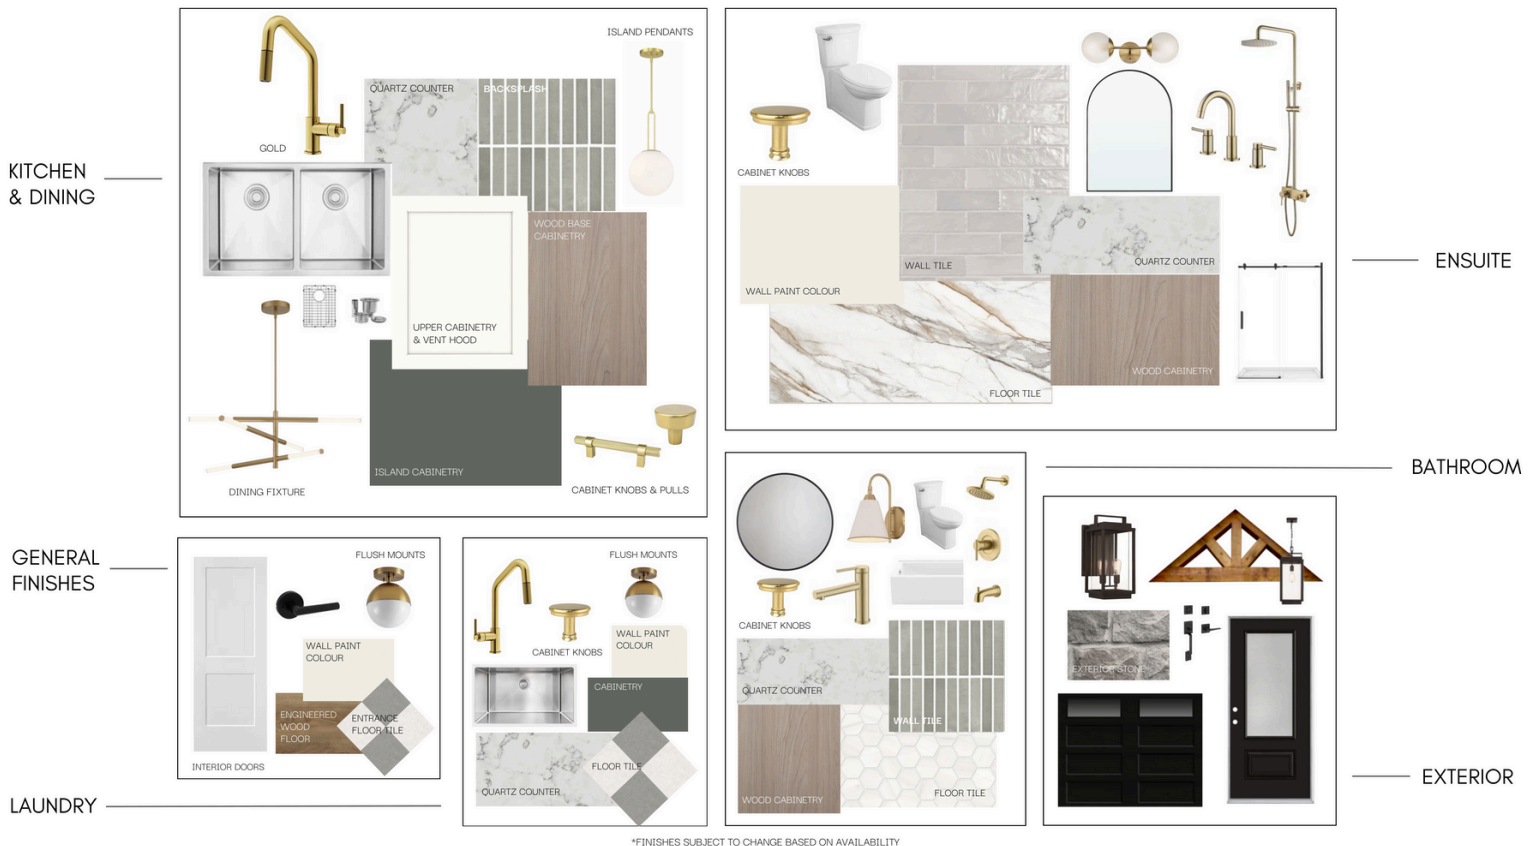 KITCHEN
& DINING
GOLD
QUARTZ COUNTER
BACKSPLASH
ISLAND PENDANTS
WOOD BASE
CABINETRY
UPPER CABINETRY
& VENT HOOD
ISLAND CABINETRY
DINING FIXTURE
CABINET KNOBS & PULLS
ENSUITE
CABINET KNOBS
WALL PAINT COLOUR
WALL TILE
QUARTZ COUNTER
FLOOR TILE
WOOD CABINETRY
GENERAL
FINISHES
FLUSH MOUNTS
WALL PAINT
COLOUR
ENGINEERED
WOOD
FLOOR
ENTRANCE
FLOOR TILE
INTERIOR DOORS
LAUNDRY
FLUSH MOUNTS
CABINET KNOBS
WALL PAINT
COLOUR
CABINETRY
FLOOR TILE
QUARTZ COUNTER
BATHROOM
CABINET KNOBS
QUARTZ COUNTER
WALL TILE
WOOD CABINETRY
FLOOR TILE
EXTERIOR
EXTERIOR STONE
*FINISHES SUBJECT TO CHANGE BASED ON AVAILABILITY